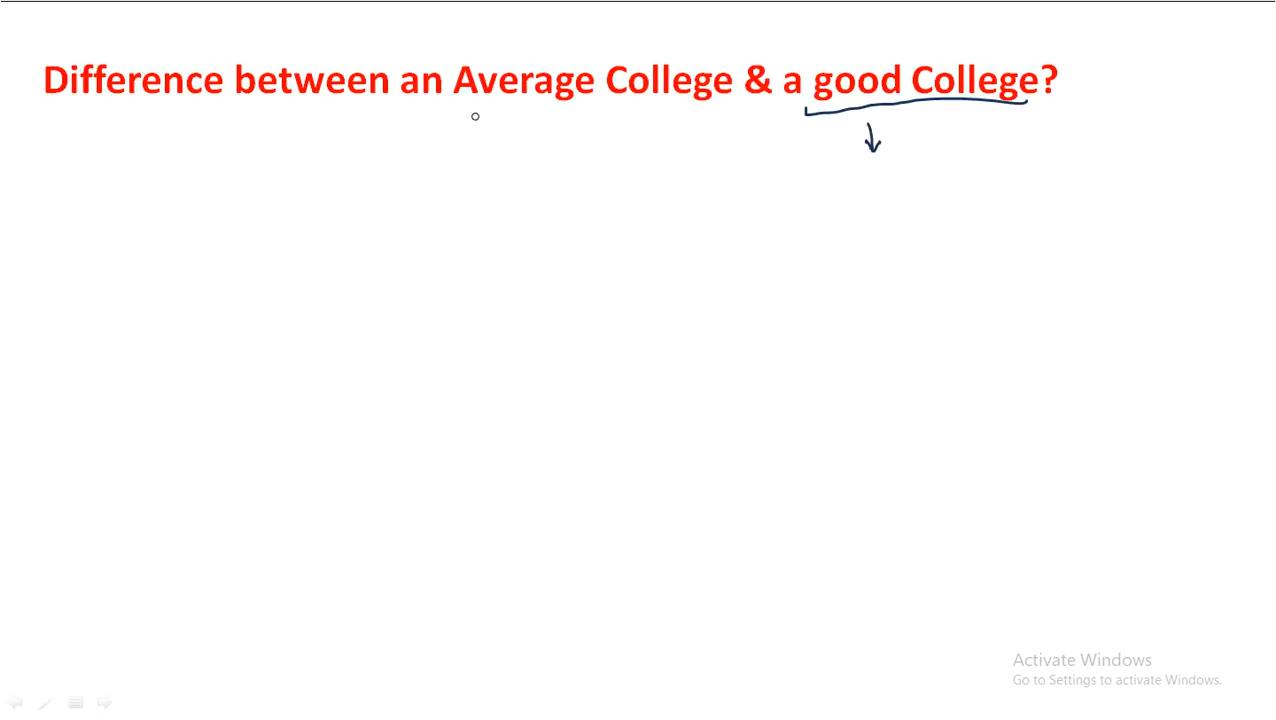 Difference between an Average College & a good College?
Activate Windows
Go to Settings to activate Windows.